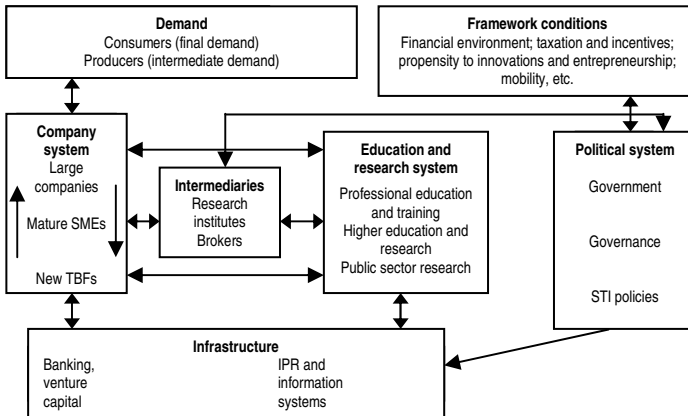 Demand
Consumers (final demand)
Producers (intermediate demand)
Framework conditions
Financial environment; taxation and incentives;
propensity to innovations and entrepreneurship;
mobility, etc.
Company
system
Large
companies
Mature SMEs
New TBFs
Intermediaries
Research
institutes
Brokers
Education and
research system
Professional education
and training
Higher education and
research
Public sector research
Political system
Government
Governance
STI policies
Infrastructure
Banking,
venture
capital
IPR and
information
systems